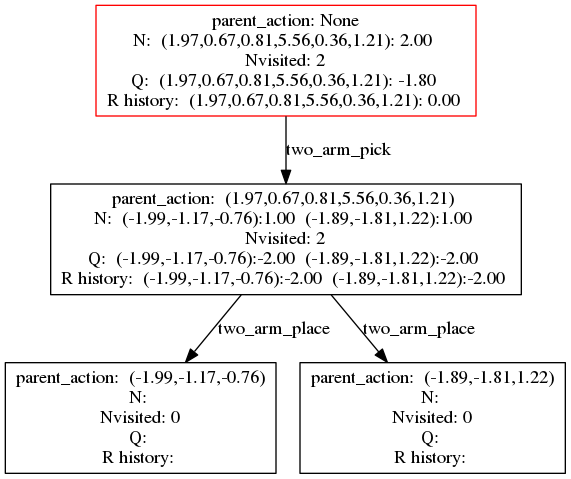 parent_action: None
N:  (1.97,0.67,0.81,5.56,0.36,1.21): 2.00
Nvisited: 2
Q:  (1.97,0.67,0.81,5.56,0.36,1.21): -1.80
R history:  (1.97,0.67,0.81,5.56,0.36,1.21): 0.00
two_arm_pick
parent_action:  (1.97,0.67,0.81,5.56,0.36,1.21)
N:  (-1.99,-1.17,-0.76):1.00  (-1.89,-1.81,1.22):1.00
Nvisited: 2
Q:  (-1.99,-1.17,-0.76):-2.00  (-1.89,-1.81,1.22):-2.00
R history:  (-1.99,-1.17,-0.76):-2.00  (-1.89,-1.81,1.22):-2.00
two_arm_place
two_arm_place
parent_action:  (-1.99,-1.17,-0.76)
N:
Nvisited: 0
Q:
R history:
parent_action:  (-1.89,-1.81,1.22)
N:
Nvisited: 0
Q:
R history: